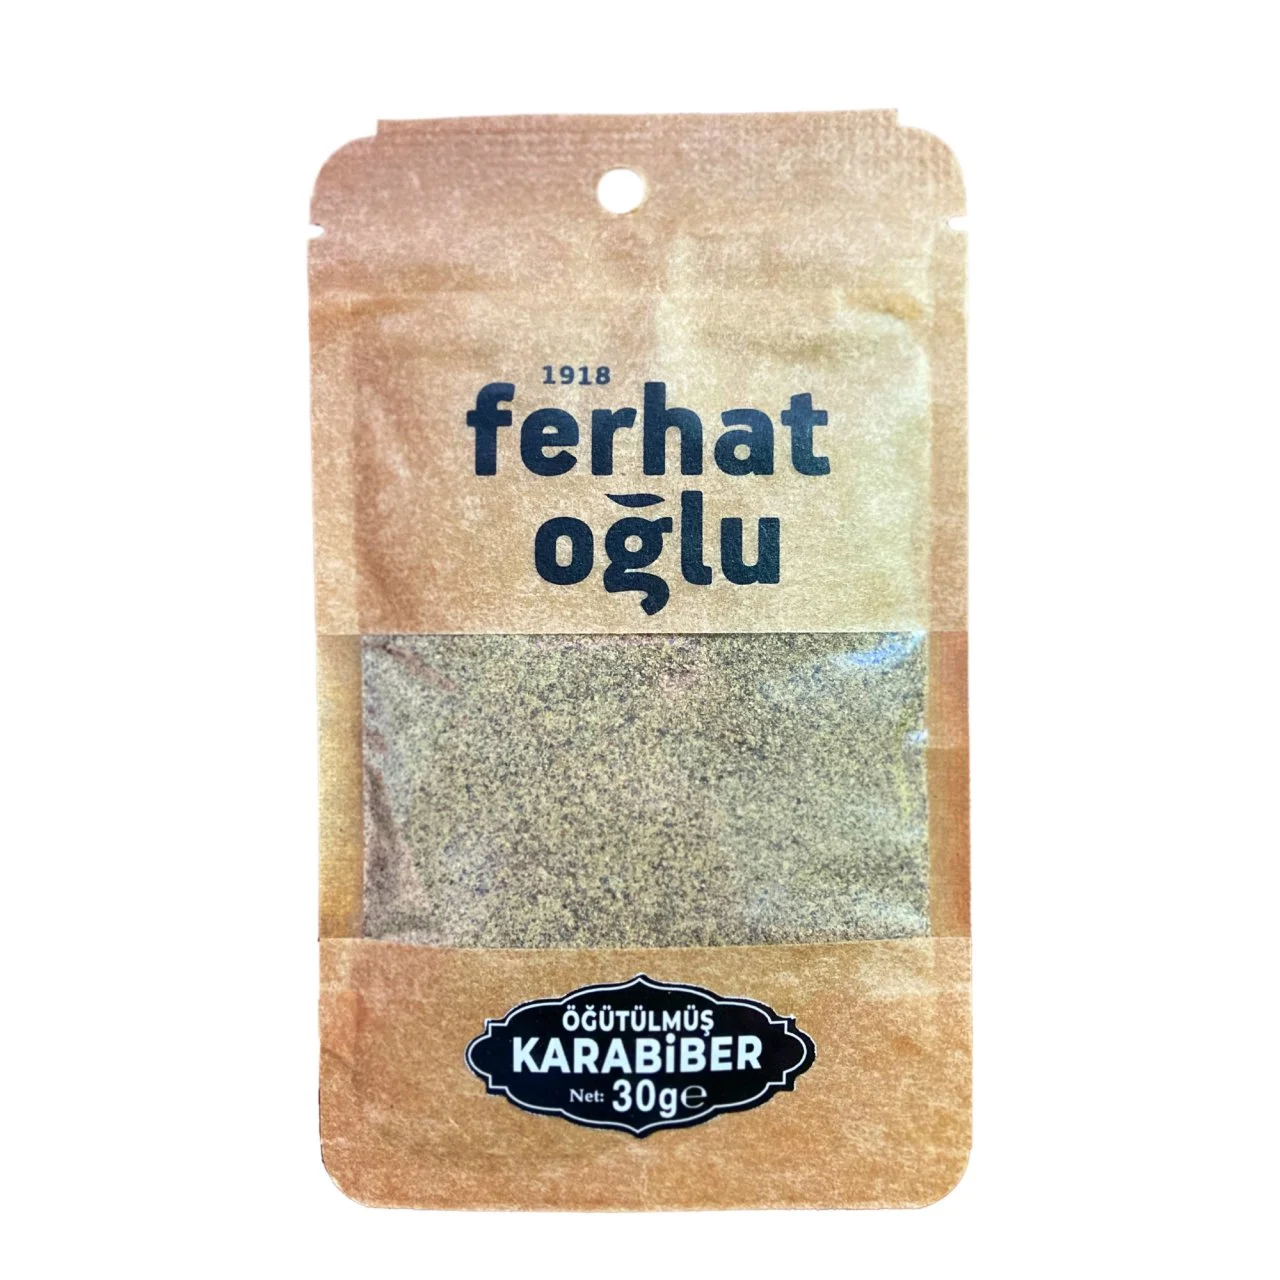 1918
ferhat
oğlu
ÖĞÜTÜLMÜŞ
KARABİBER
Net: 30g℮